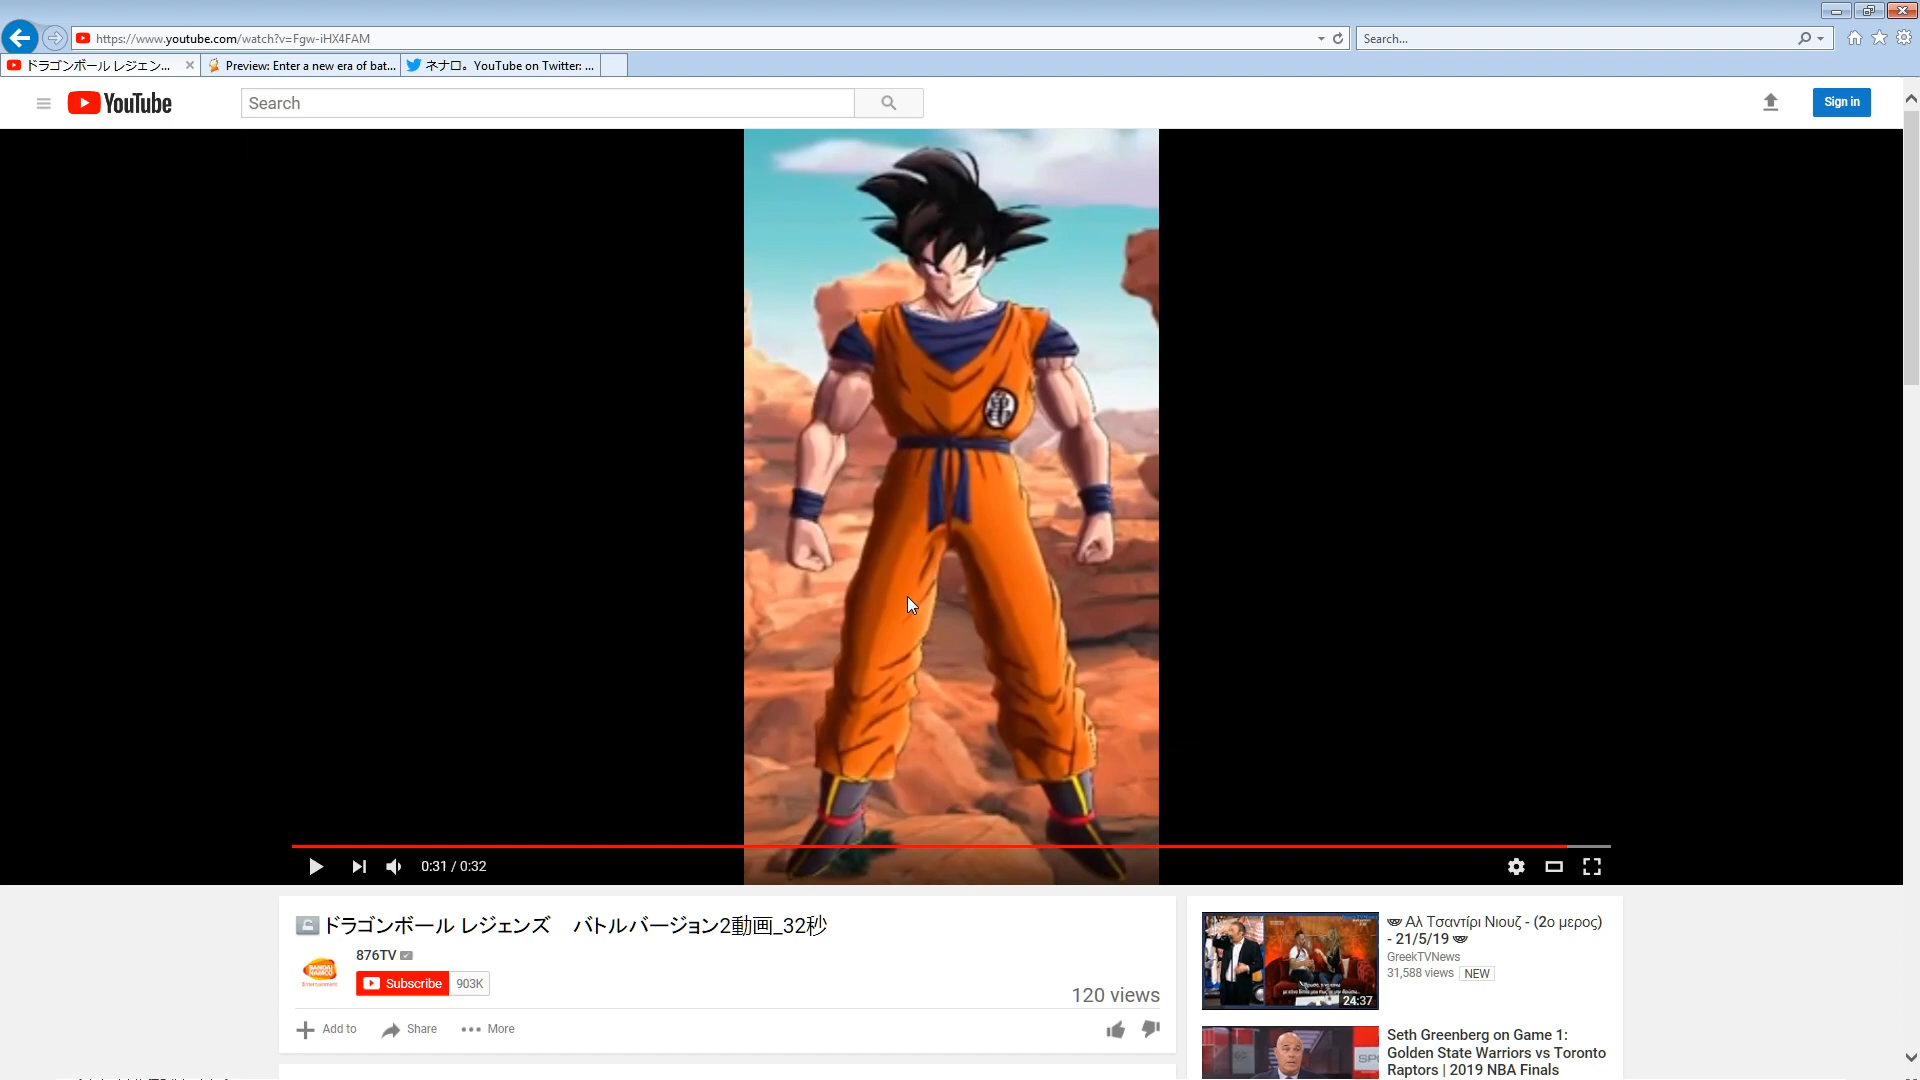 https://www.youtube.com/watch?v=Fgw-iHX4FAM
Search...
ドラゴンボール レジェン...
Preview: Enter a new era of bat...
ネナロ。YouTube on Twitter: ...
YouTube
Search
Sign in
亀
0:31 / 0:32
ドラゴンボール レジェンズ　バトルバージョン2動画_32秒
876TV
BANDAI
NAMCO
Entertainment
Subscribe
903K
120 views
Add to
Share
More
Αλ Τσαντίρι Νιουζ - (2ο μερος)
- 21/5/19
GreekTVNews
31,588 views
NEW
24:37
Seth Greenberg on Game 1:
Golden State Warriors vs Toronto
Raptors | 2019 NBA Finals